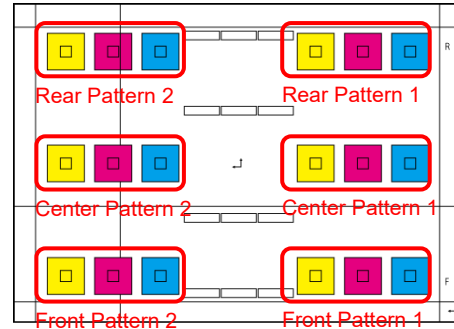 R
Rear Pattern 2
Rear Pattern 1
Center Pattern 2
Center Pattern 1
F
Front Pattern 2
Front Pattern 1